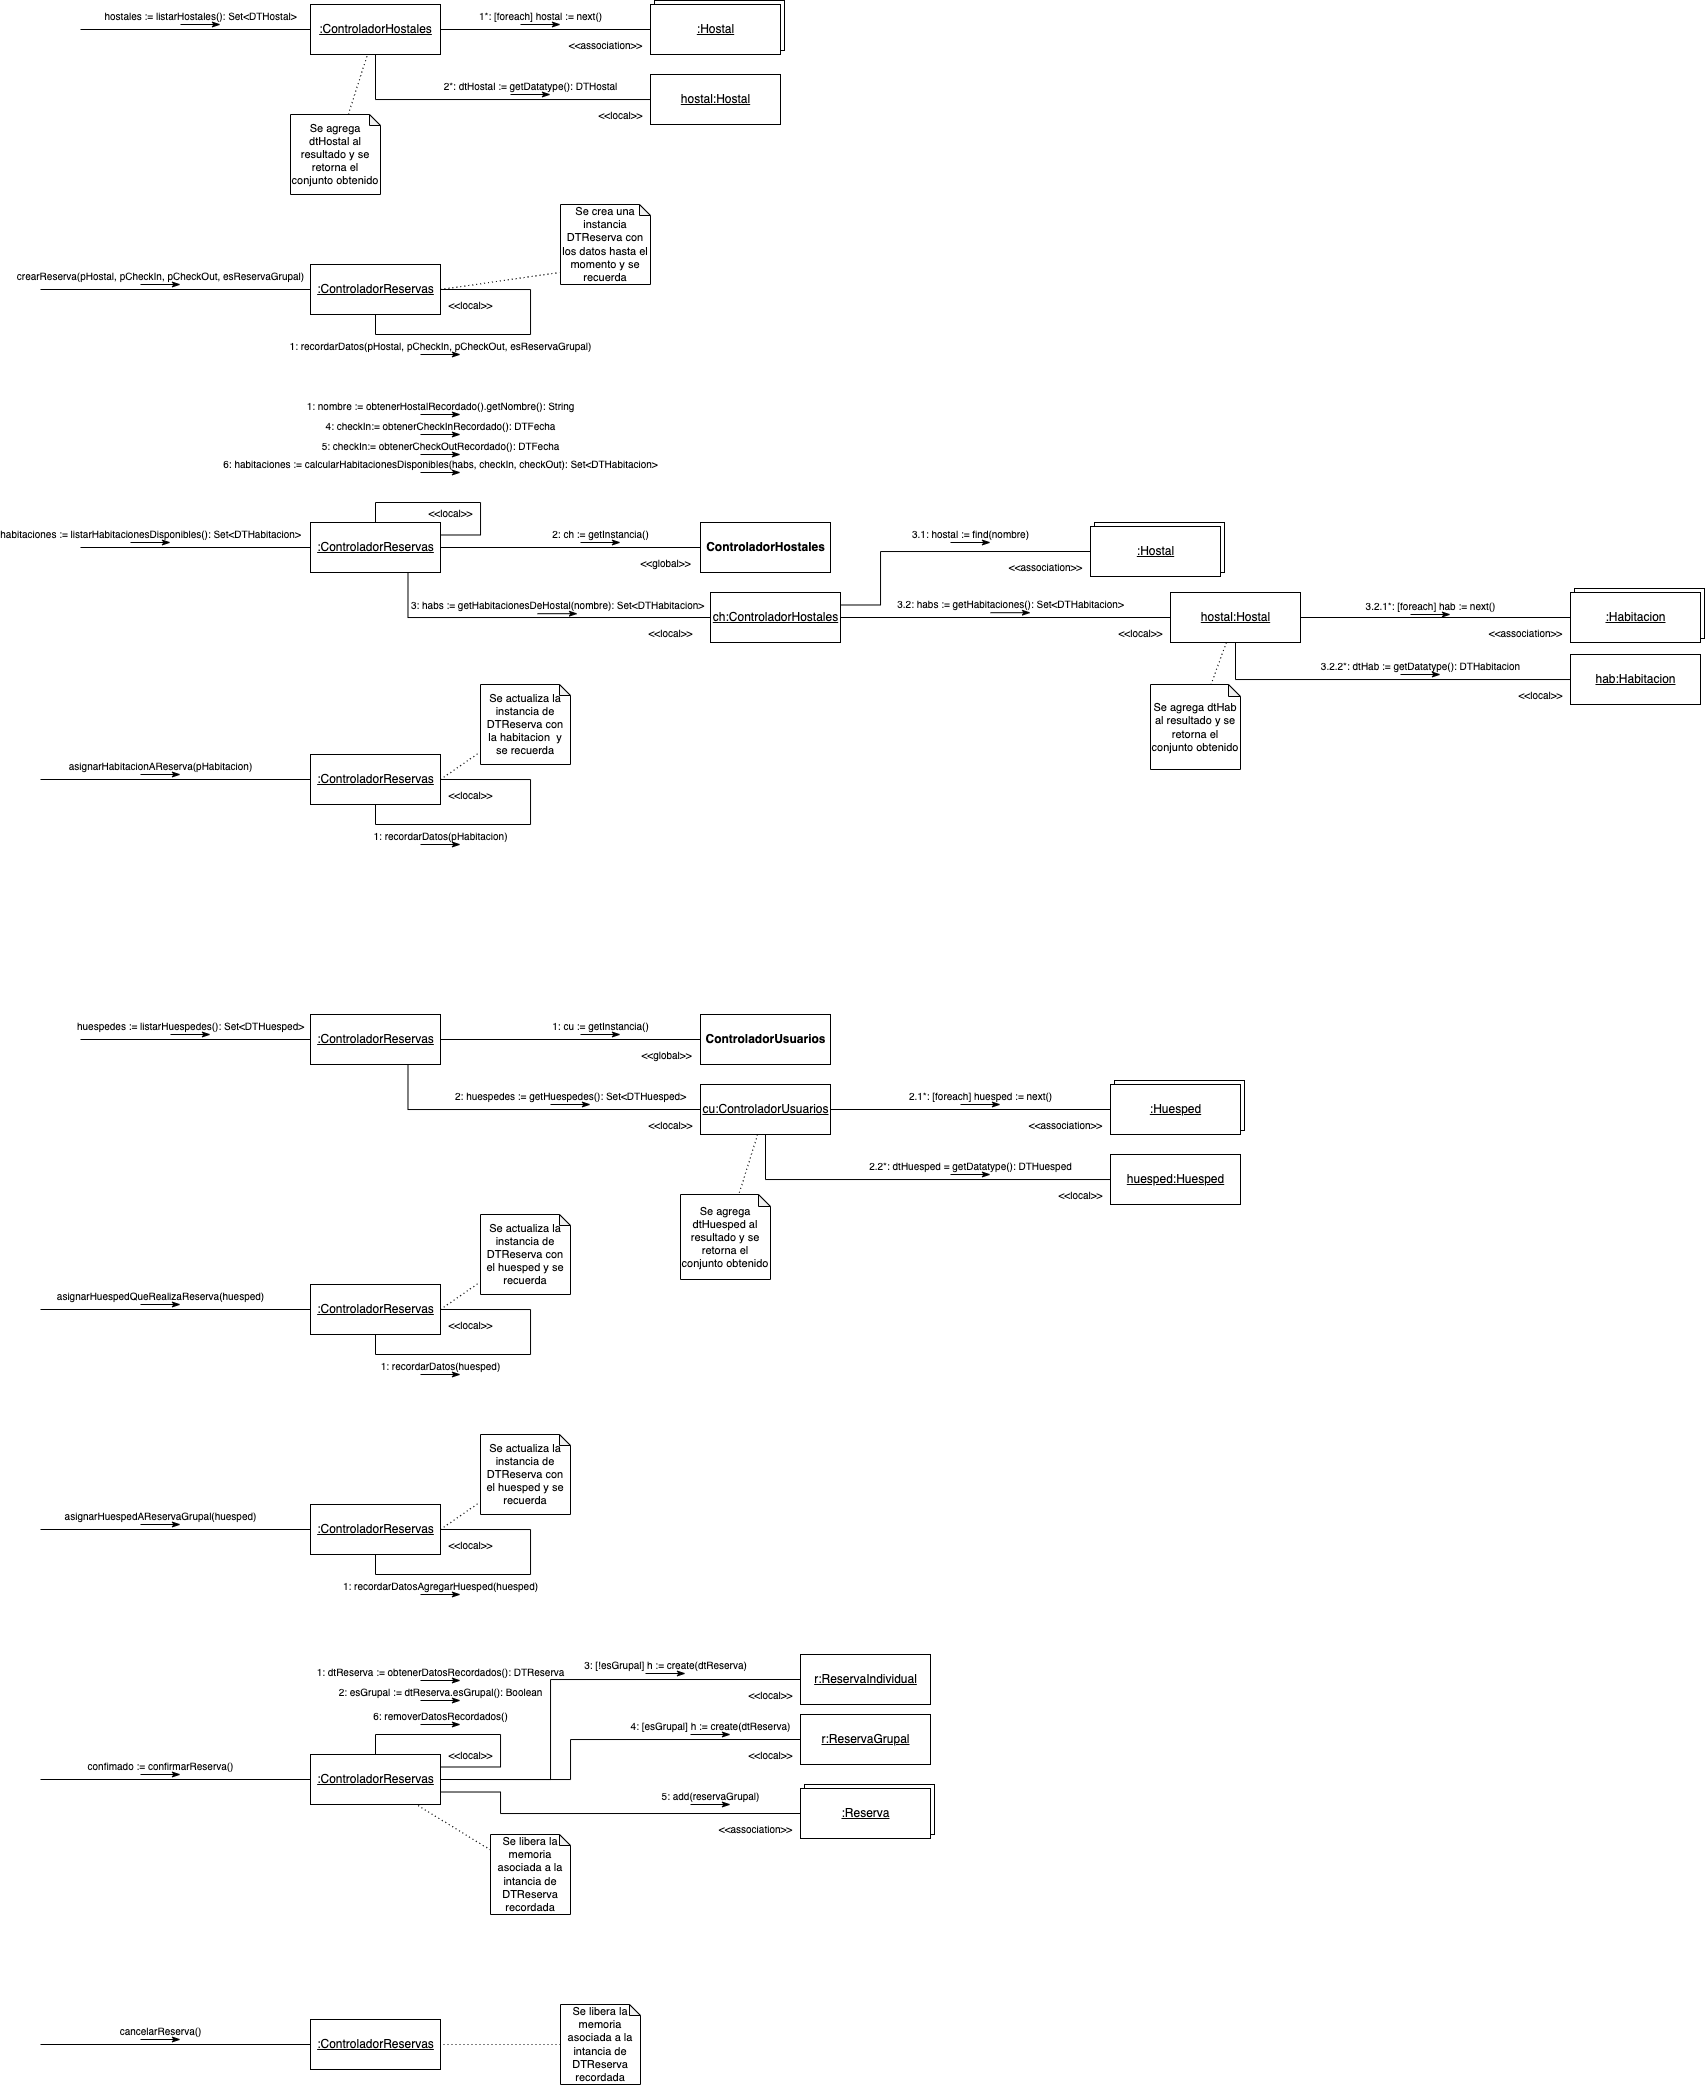 hostales := listarHostales(): Set<DTHostal>
:ControladorHostales
1*: [foreach] hostal := next()
<<association>>
:Hostal
2*: dtHostal := getDatatype(): DTHostal
<<local>>
hostal:Hostal
Se agrega
dtHostal al
resultado y se
retorna el
conjunto obtenido
Se crea una
instancia
DTReserva con
los datos hasta el
momento y se
recuerda
crearReserva(pHostal, pCheckIn, pCheckOut, esReservaGrupal)
:ControladorReservas
<<local>>
1: recordarDatos(pHostal, pCheckIn, pCheckOut, esReservaGrupal)
1: nombre := obtenerHostalRecordado().getNombre(): String
4: checkIn:= obtenerCheckInRecordado(): DTFecha
5: checkIn:= obtenerCheckOutRecordado(): DTFecha
6: habitaciones := calcularHabitacionesDisponibles(habs, checkIn, checkOut): Set<DTHabitacion>
<<local>>
habitaciones := listarHabitacionesDisponibles(): Set<DTHabitacion>
:ControladorReservas
2: ch := getInstancia()
<<global>>
ControladorHostales
3.1: hostal := find(nombre)
<<association>>
:Hostal
3: habs := getHabitacionesDeHostal(nombre): Set<DTHabitacion>
<<local>>
ch:ControladorHostales
3.2: habs := getHabitaciones(): Set<DTHabitacion>
<<local>>
hostal:Hostal
3.2.1*: [foreach] hab := next()
<<association>>
:Habitacion
3.2.2*: dtHab := getDatatype(): DTHabitacion
<<local>>
hab:Habitacion
Se agrega dtHab
al resultado y se
retorna el
conjunto obtenido
Se actualiza la
instancia de
DTReserva con
la habitacion y
se recuerda
asignarHabitacionAReserva(pHabitacion)
:ControladorReservas
<<local>>
1: recordarDatos(pHabitacion)
huespedes := listarHuespedes(): Set<DTHuesped>
:ControladorReservas
1: cu := getInstancia()
<<global>>
ControladorUsuarios
2: huespedes := getHuespedes(): Set<DTHuesped>
<<local>>
cu:ControladorUsuarios
2.1*: [foreach] huesped := next()
<<association>>
:Huesped
2.2*: dtHuesped = getDatatype(): DTHuesped
<<local>>
huesped:Huesped
Se agrega
dtHuesped al
resultado y se
retorna el
conjunto obtenido
Se actualiza la
instancia de
DTReserva con
el huesped y se
recuerda
asignarHuespedQueRealizaReserva(huesped)
:ControladorReservas
<<local>>
1: recordarDatos(huesped)
Se actualiza la
instancia de
DTReserva con
el huesped y se
recuerda
asignarHuespedAReservaGrupal(huesped)
:ControladorReservas
<<local>>
1: recordarDatosAgregarHuesped(huesped)
1: dtReserva := obtenerDatosRecordados(): DTReserva
2: esGrupal := dtReserva.esGrupal(): Boolean
6: removerDatosRecordados()
<<local>>
confimado := confirmarReserva()
:ControladorReservas
3: [!esGrupal] h := create(dtReserva)
<<local>>
r:ReservaIndividual
4: [esGrupal] h := create(dtReserva)
<<local>>
r:ReservaGrupal
5: add(reservaGrupal)
<<association>>
:Reserva
Se libera la
memoria
asociada a la
intancia de
DTReserva
recordada
cancelarReserva()
:ControladorReservas
Se libera la
memoria
asociada a la
intancia de
DTReserva
recordada